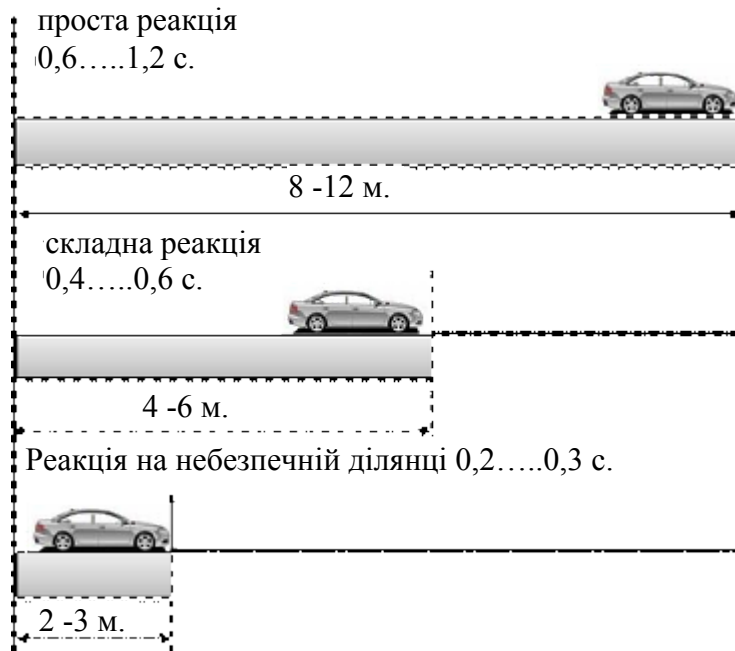 проста реакція
0,6…..1,2 с.
8 -12 м.
складна реакція
0,4…..0,6 с.
4 -6 м.
Реакція на небезпечній ділянці 0,2…..0,3 с.
2 -3 м.